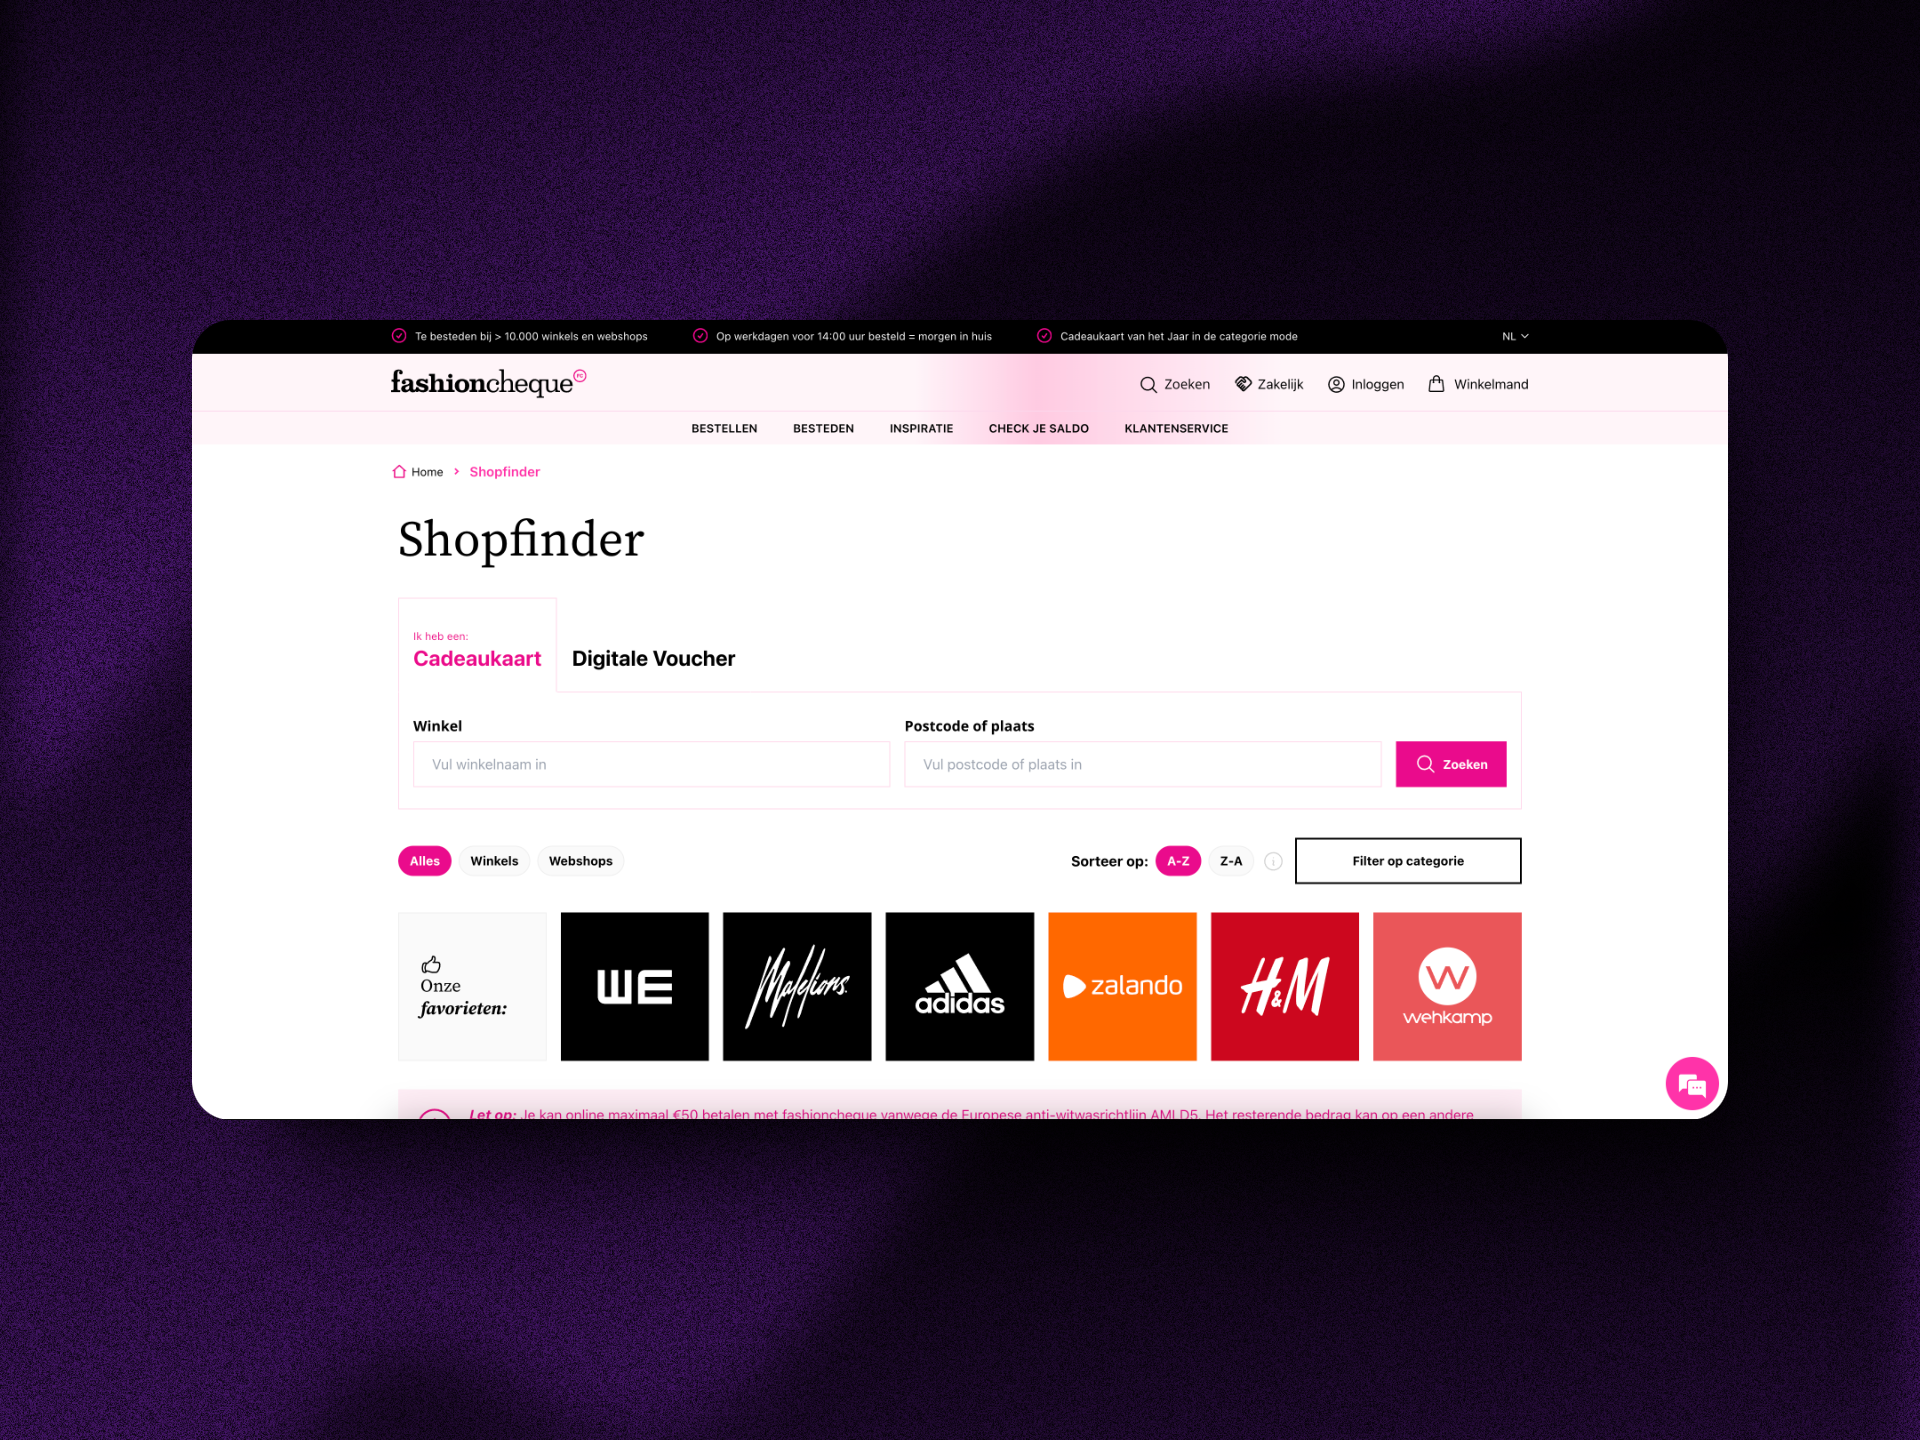 Te besteden bij > 10.000 winkels en webshops
Op werkdagen voor 14:00 uur besteld = morgen in huis
Cadeaukaart van het Jaar in de categorie mode
NL
fashioncheque FC
Zoeken
Zakelijk
Inloggen
Winkelmand
BESTELLEN
BESTEDEN
INSPIRATIE
CHECK JE SALDO
KLANTENSERVICE
Home
Shopfinder
Shopfinder
Ik heb een:
Cadeaukaart
Digitale Voucher
Winkel
Postcode of plaats
Vul winkelnaam in
Vul postcode of plaats in
Zoeken
Alles
Winkels
Webshops
Sorteer op:
A-Z
Z-A
Filter op categorie
Onze
favorieten:
WE
Malelions.
adidas
zalando
H&M
W
wehkamp
Let op: Je kan online maximaal €50 betalen met fashioncheque vanwege de Europese anti-witwasrichtlijn AMLD5. Het resterende bedrag kan op een andere